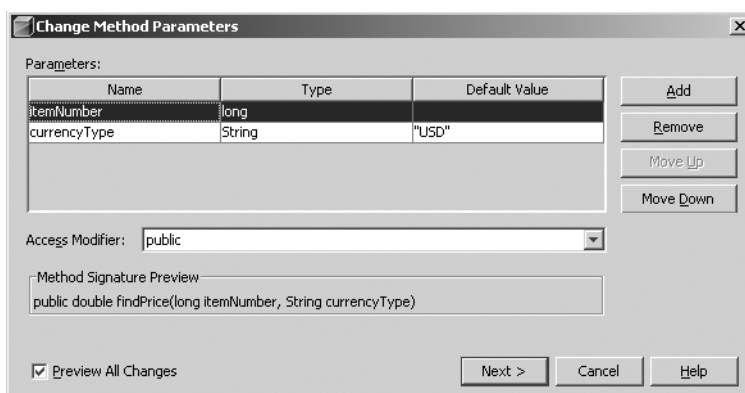 Change Method Parameters
Parameters:
Name Type Default Value
itemNumber long
currencyType String "USD"
Add
Remove
Move Up
Move Down
Access Modifier: public
Method Signature Preview
public double findPrice(long itemNumber, String currencyType)
Preview All Changes
Next > Cancel Help